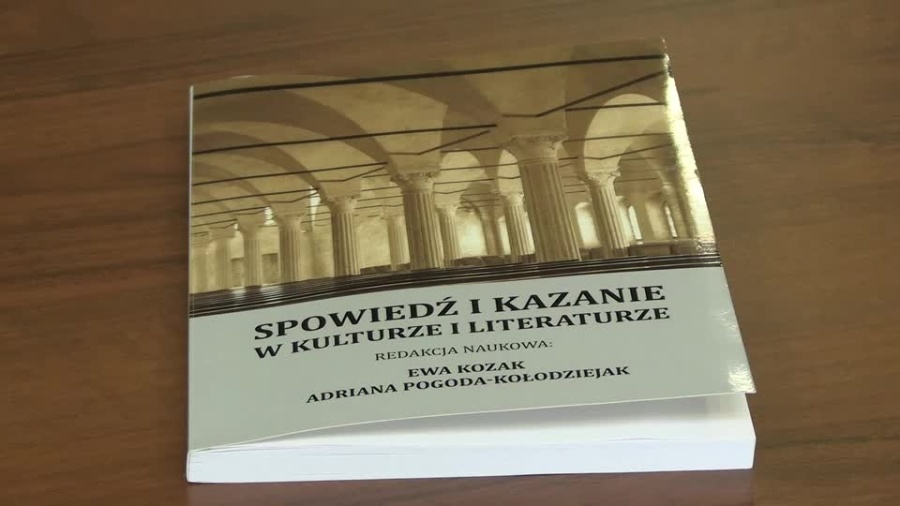 SPOWIEDŹ I KAZANIE
W KULTURZE I LITERATURZE
REDAKCJA NAUKOWA:
EWA KOZAK
ADRIANA POGODA-KOŁODZIEJAK